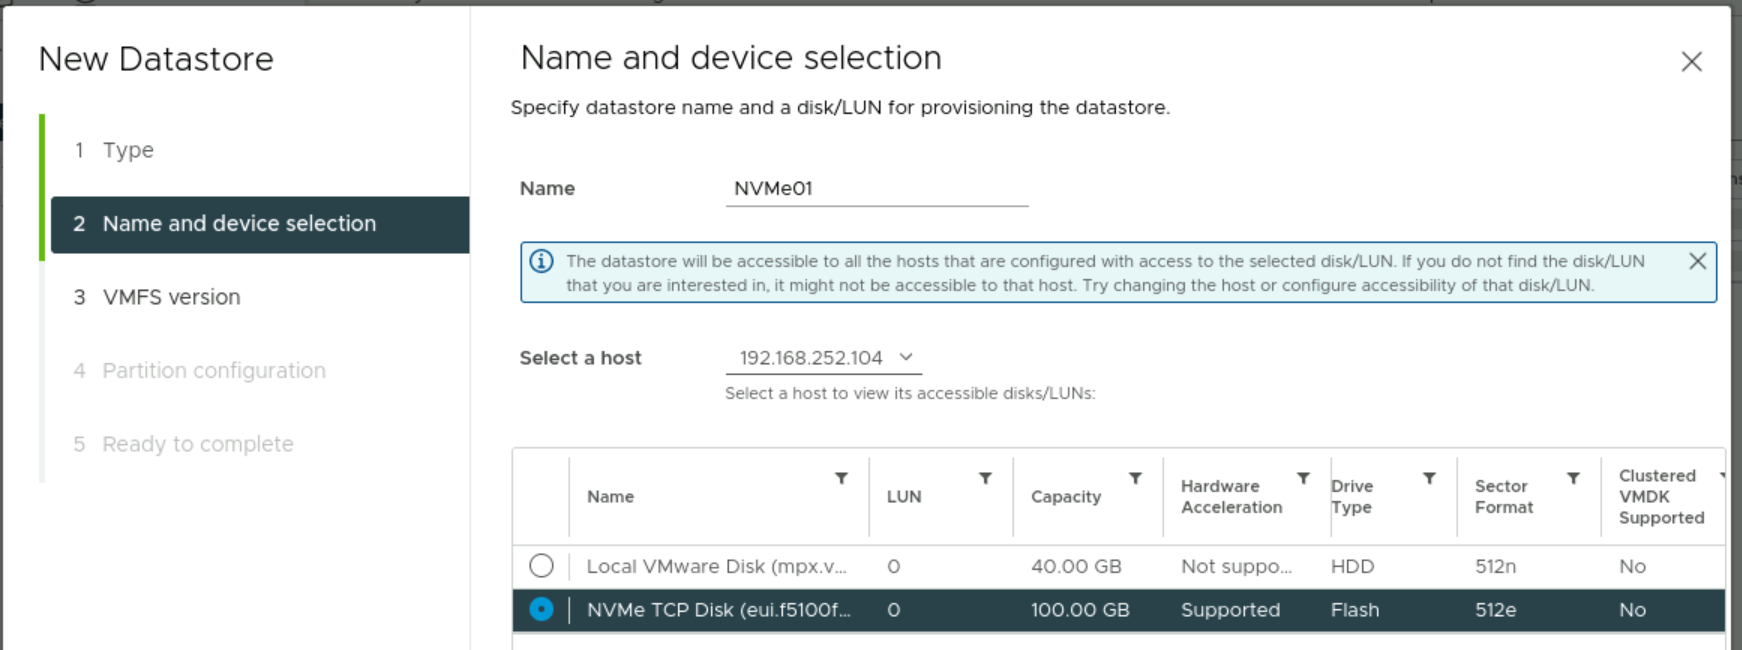 New Datastore
1 Type
2 Name and device selection
3 VMFS version
4 Partition configuration
5 Ready to complete
Name and device selection
Specify datastore name and a disk/LUN for provisioning the datastore.
Name NVMe01
The datastore will be accessible to all the hosts that are configured with access to the selected disk/LUN. If you do not find the disk/LUN
that you are interested in, it might not be accessible to that host. Try changing the host or configure accessibility of that disk/LUN.
Select a host 192.168.252.104
Select a host to view its accessible disks/LUNs:
Name LUN Capacity Hardware Acceleration Drive Type Sector Format Clustered VMDK Supported
Local VMware Disk (mpx.v... 0 40.00 GB Not suppo... HDD 512n No
NVMe TCP Disk (eui.f5100f... 0 100.00 GB Supported Flash 512e No